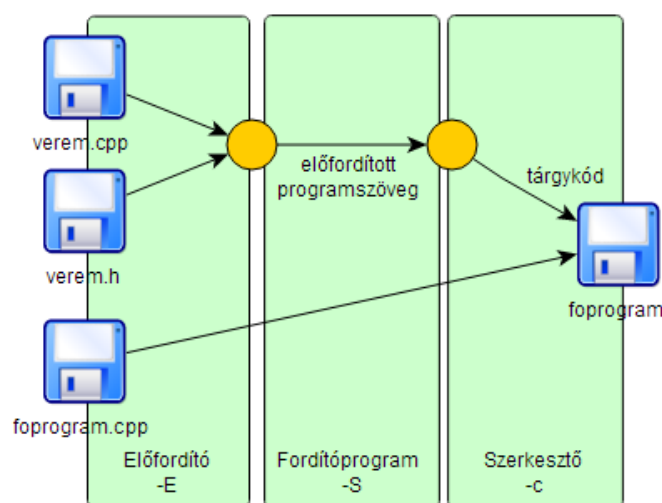 verem.cpp
verem.h
foprogram.cpp
előfordított
programszöveg
tárgykód
foprogram
Előfordító
-E
Fordítóprogram
-S
Szerkesztő
-c